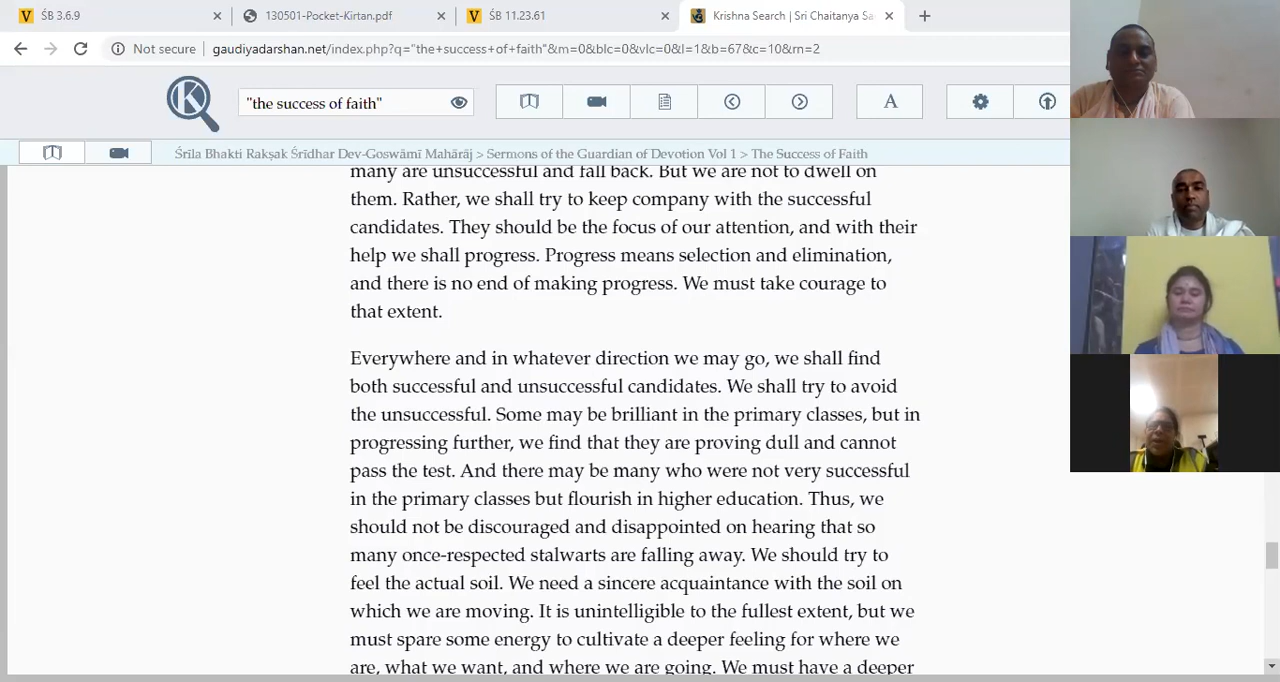 ŚB 3.6.9
130501-Pocket-Kirtan.pdf
ŚB 11.23.61
Krishna Search | Sri Chaitanya Sa
Not secure
gaudiyadarshan.net/index.php?q="the+success+of+faith"&m=0&blc=0&vlc=0&l=1&b=67&c=10&rn=2
K
"the success of faith"
A
Śrīla Bhakti Rakṣak Śrīdhar Dev-Goswāmī Mahārāj > Sermons of the Guardian of Devotion Vol 1 > The Success of Faith
many are unsuccessful and fall back. But we are not to dwell on
them. Rather, we shall try to keep company with the successful
candidates. They should be the focus of our attention, and with their
help we shall progress. Progress means selection and elimination,
and there is no end of making progress. We must take courage to
that extent.
Everywhere and in whatever direction we may go, we shall find
both successful and unsuccessful candidates. We shall try to avoid
the unsuccessful. Some may be brilliant in the primary classes, but in
progressing further, we find that they are proving dull and cannot
pass the test. And there may be many who were not very successful
in the primary classes but flourish in higher education. Thus, we
should not be discouraged and disappointed on hearing that so
many once-respected stalwarts are falling away. We should try to
feel the actual soil. We need a sincere acquaintance with the soil on
which we are moving. It is unintelligible to the fullest extent, but we
must spare some energy to cultivate a deeper feeling for where we
are, what we want, and where we are going. We must have a deeper